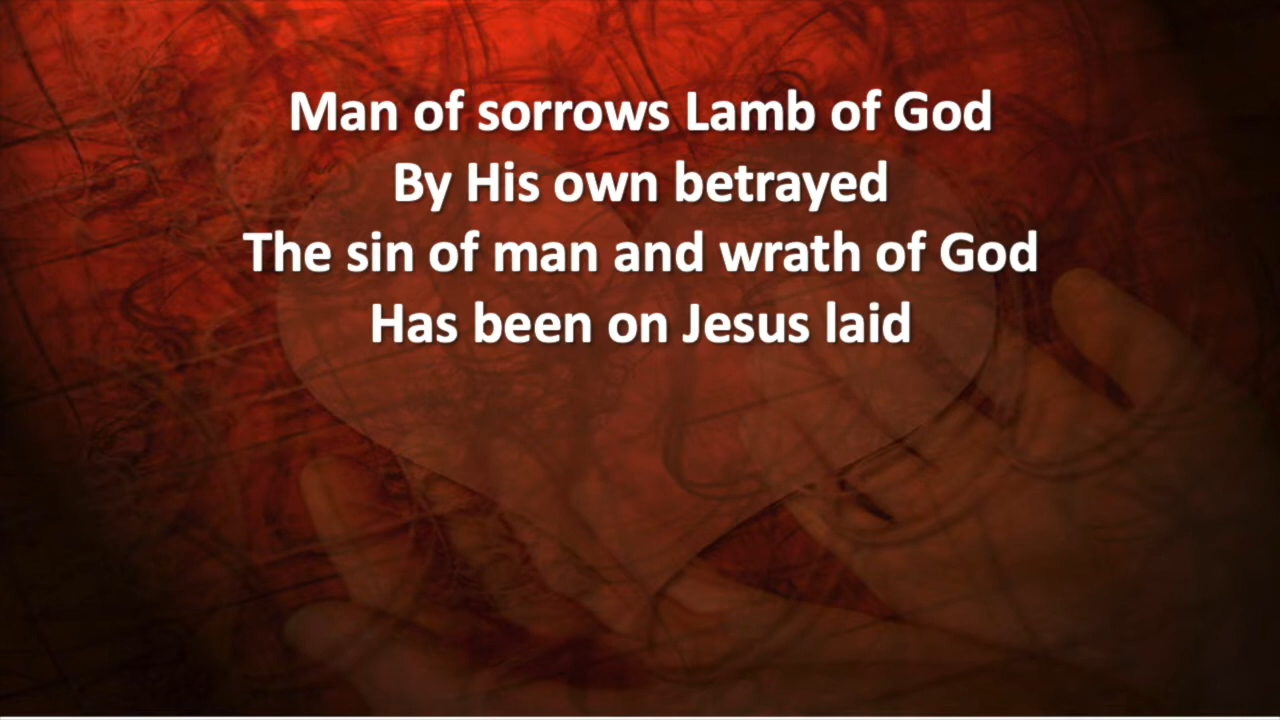 Man of sorrows Lamb of God
By His own betrayed
The sin of man and wrath of God
Has been on Jesus laid